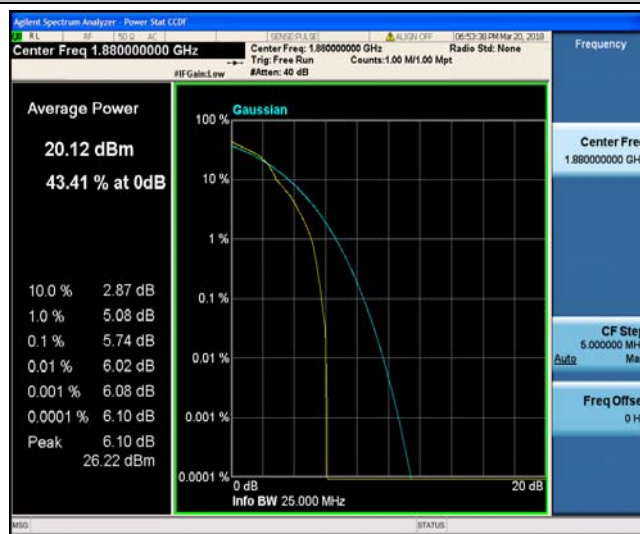 Agilent Spectrum Analyzer - Power Stat CCDF
RL RF 50 Ω AC SENSE:PULSE ALIGN OFF 06:53:38 PM Mar 20, 2018
Center Freq 1.880000000 GHz
Center Freq: 1.880000000 GHz Radio Std: None
Trig: Free Run Counts:1.00 M/1.00 Mpt
#IFGain:Low #Atten: 40 dB
Frequency
Average Power
20.12 dBm
43.41 % at 0dB
10.0 % 2.87 dB
1.0 % 5.08 dB
0.1 % 5.74 dB
0.01 % 6.02 dB
0.001 % 6.08 dB
0.0001 % 6.10 dB
Peak 6.10 dB
26.22 dBm
Gaussian
100 %
10 %
1 %
0.1 %
0.01 %
0.001 %
0.0001 %
0 dB 20 dB
Info BW 25.000 MHz
Center Fre
1.880000000 GH
CF Ste
5.000000 MH
Auto Ma
Freq Offse
0 H
MSG STATUS